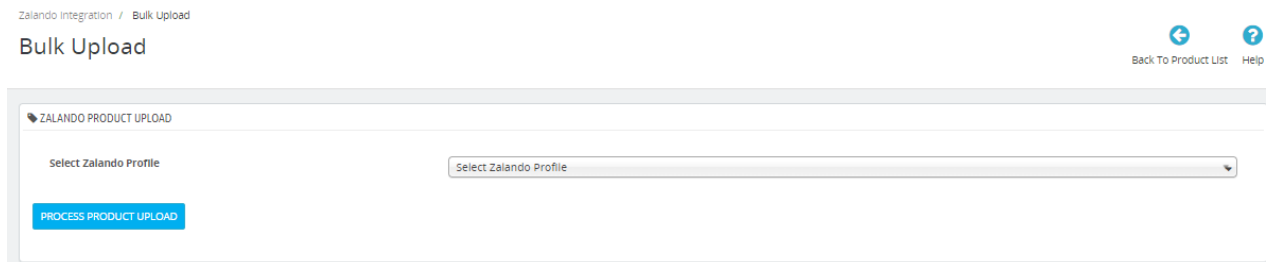 Zalando Integration / Bulk Upload
Bulk Upload
Back To Product List Help
ZALANDO PRODUCT UPLOAD
Select Zalando Profile
Select Zalando Profile
PROCESS PRODUCT UPLOAD